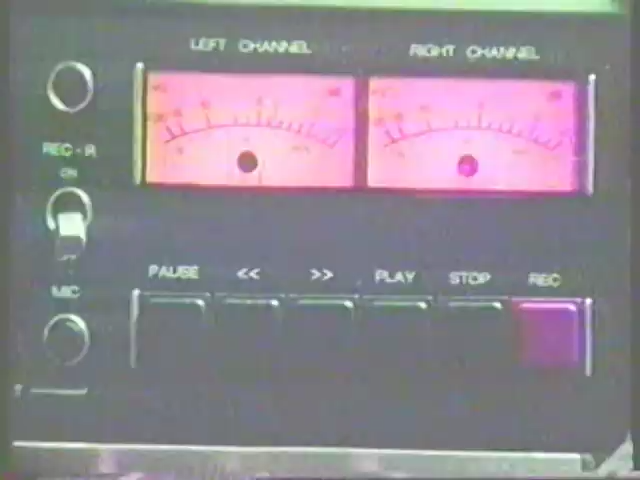 LEFT CHANNEL
RIGHT CHANNEL
REC - R
ON
MIC
PAUSE << >> PLAY STOP REC